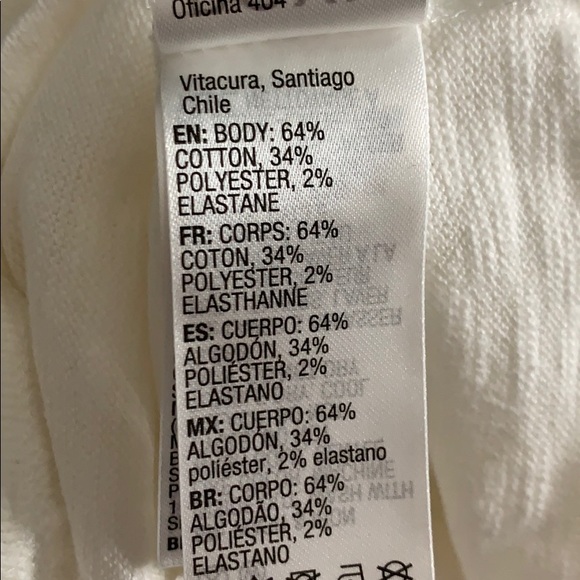 Oficina 404
Vitacura, Santiago
Chile
EN: BODY: 64%
COTTON, 34%
POLYESTER, 2%
ELASTANE
FR: CORPS: 64%
COTON, 34%
POLYESTER, 2%
ELASTHANNE
ES: CUERPO: 64%
ALGODÓN, 34%
POLIÉSTER, 2%
ELASTANO
MX: CUERPO: 64%
ALGODÓN, 34%
poliéster, 2% elastano
BR: CORPO: 64%
ALGODÃO, 34%
POLIÉSTER, 2%
ELASTANO